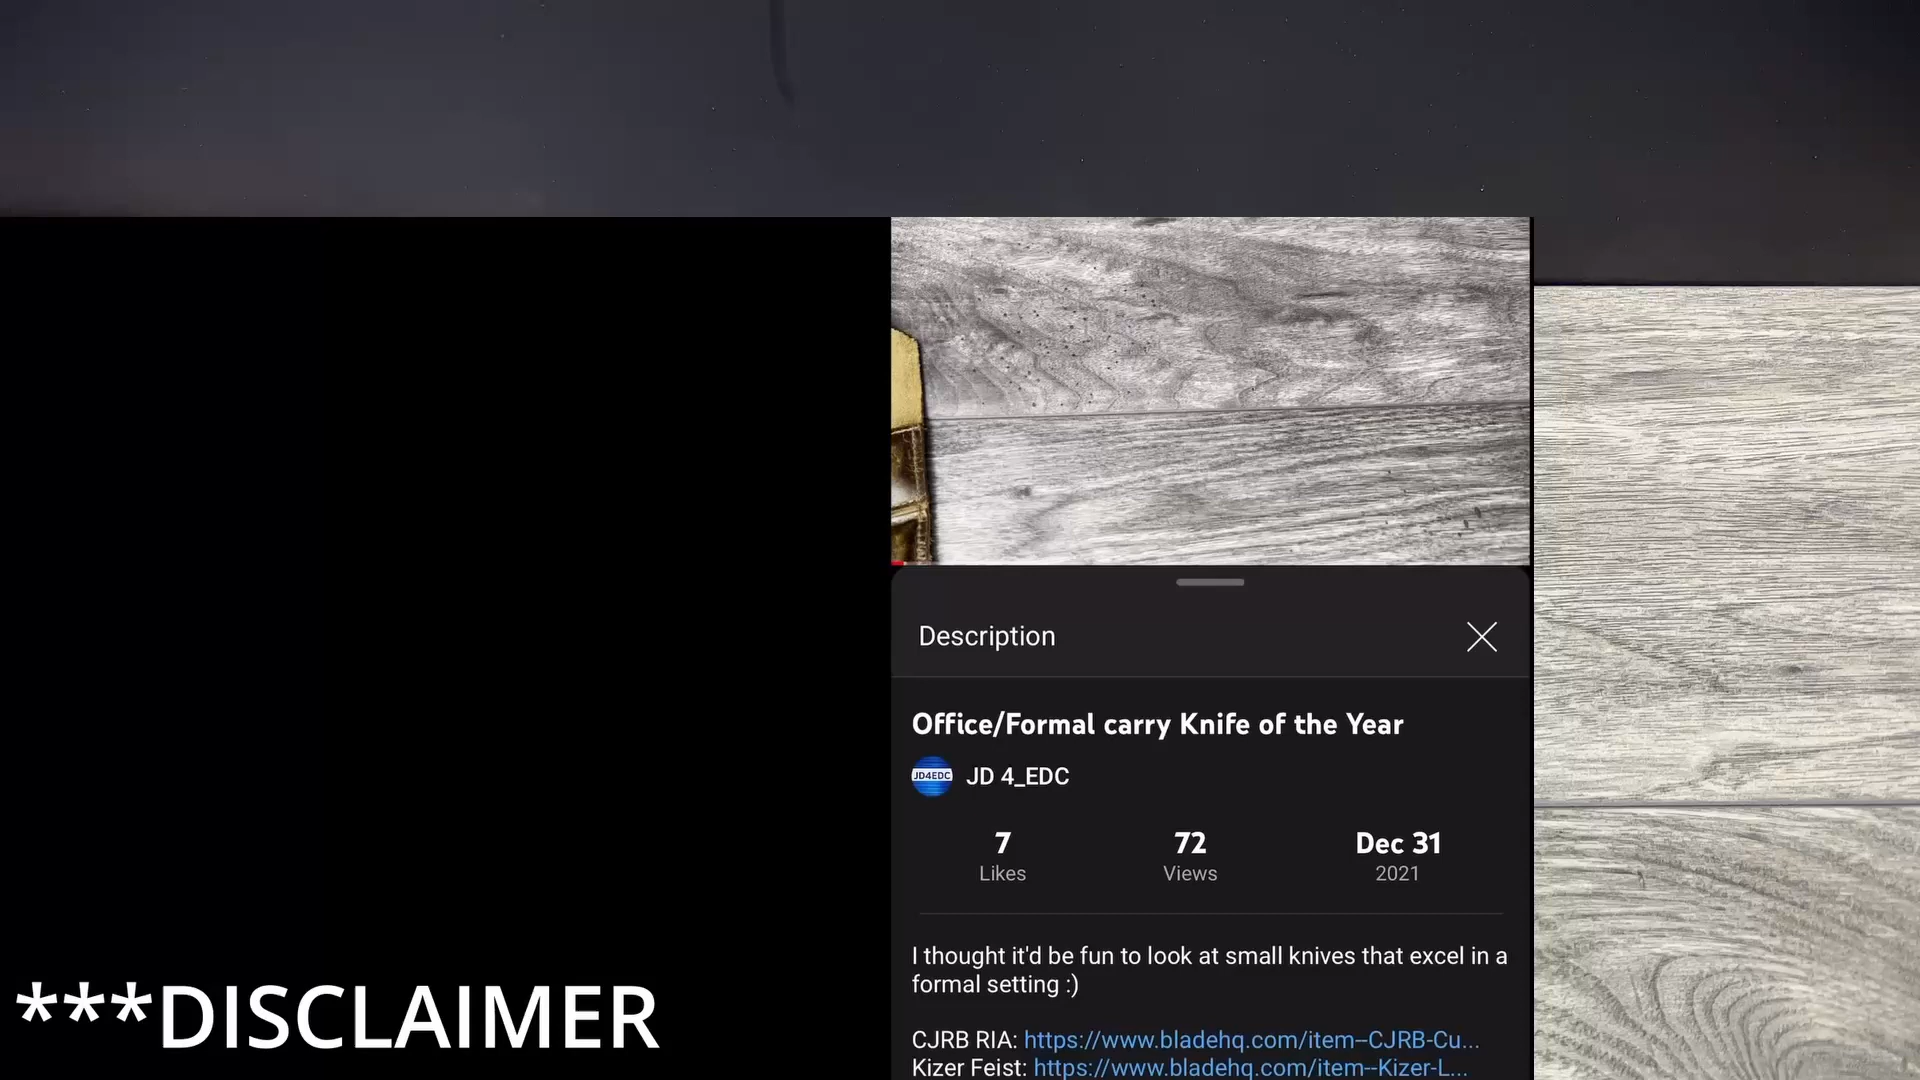 Description
Office/Formal carry Knife of the Year
JD4EDC JD 4_EDC
7 72 Dec 31
Likes Views 2021
I thought it'd be fun to look at small knives that excel in a
formal setting :)
CJRB RIA: https://www.bladehq.com/item--CJRB-Cu...
Kizer Feist: https://www.bladehq.com/item--Kizer-L...
***DISCLAIMER